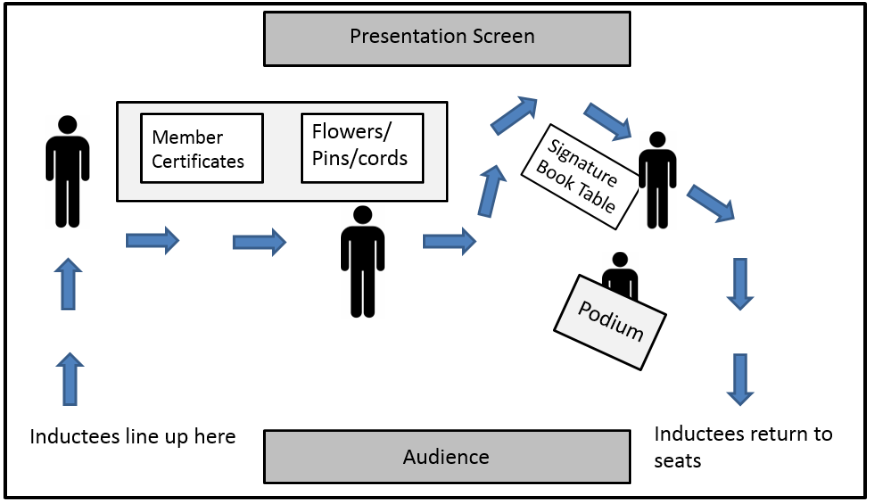 Presentation Screen
Member
Certificates
Flowers/
Pins/cords
Signature
Book Table
Podium
Inductees line up here
Audience
Inductees return to
seats